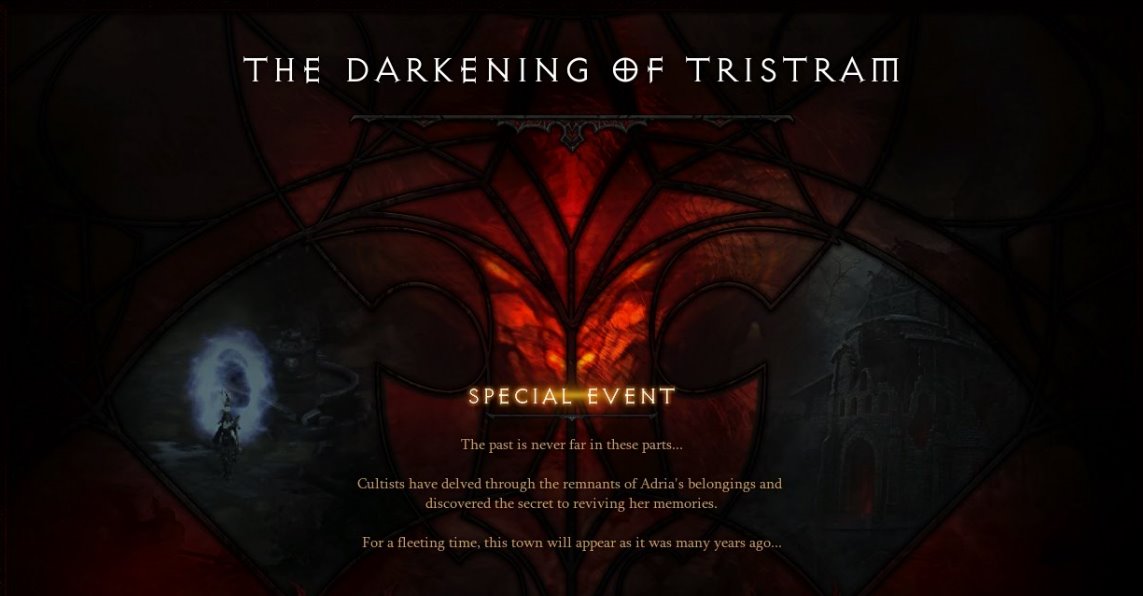 THE DARKENING OF TRISTRAM
SPECIAL EVENT
The past is never far in these parts...
Cultists have delved through the remnants of Adria's belongings and
discovered the secret to reviving her memories.
For a fleeting time, this town will appear as it was many years ago...